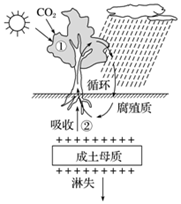 CO₂
①
循环
腐殖质
吸收 ②
+ + + + + + + +
成土母质
+ + + + + + + +
淋失